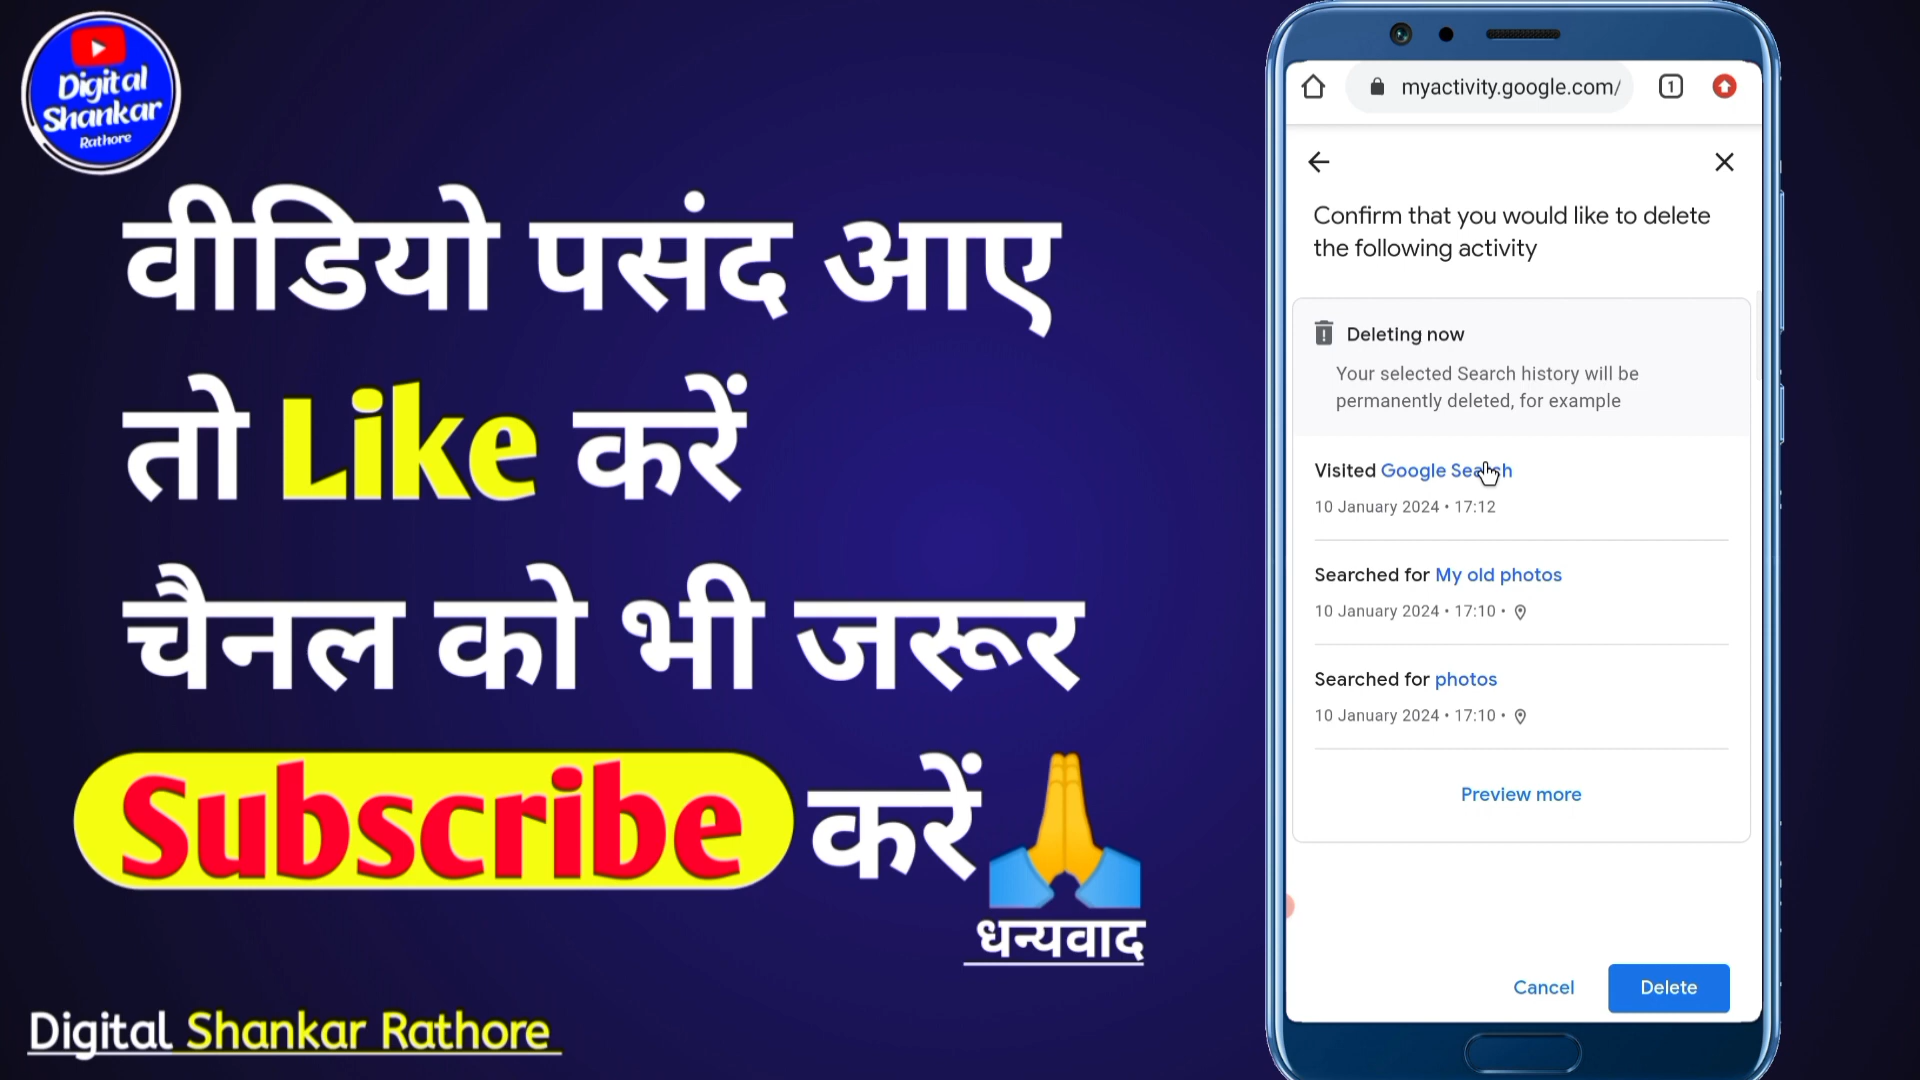 Digital
Shankar
Rathore
वीडियो पसंद आए
तो Like करें
चैनल को भी जरूर
Subscribe करें
धन्यवाद
Digital Shankar Rathore
myactivity.google.com/
1
Confirm that you would like to delete
the following activity
Deleting now
Your selected Search history will be
permanently deleted, for example
Visited Google Search
10 January 2024 • 17:12
Searched for My old photos
10 January 2024 • 17:10 •
Searched for photos
10 January 2024 • 17:10 •
Preview more
Cancel
Delete